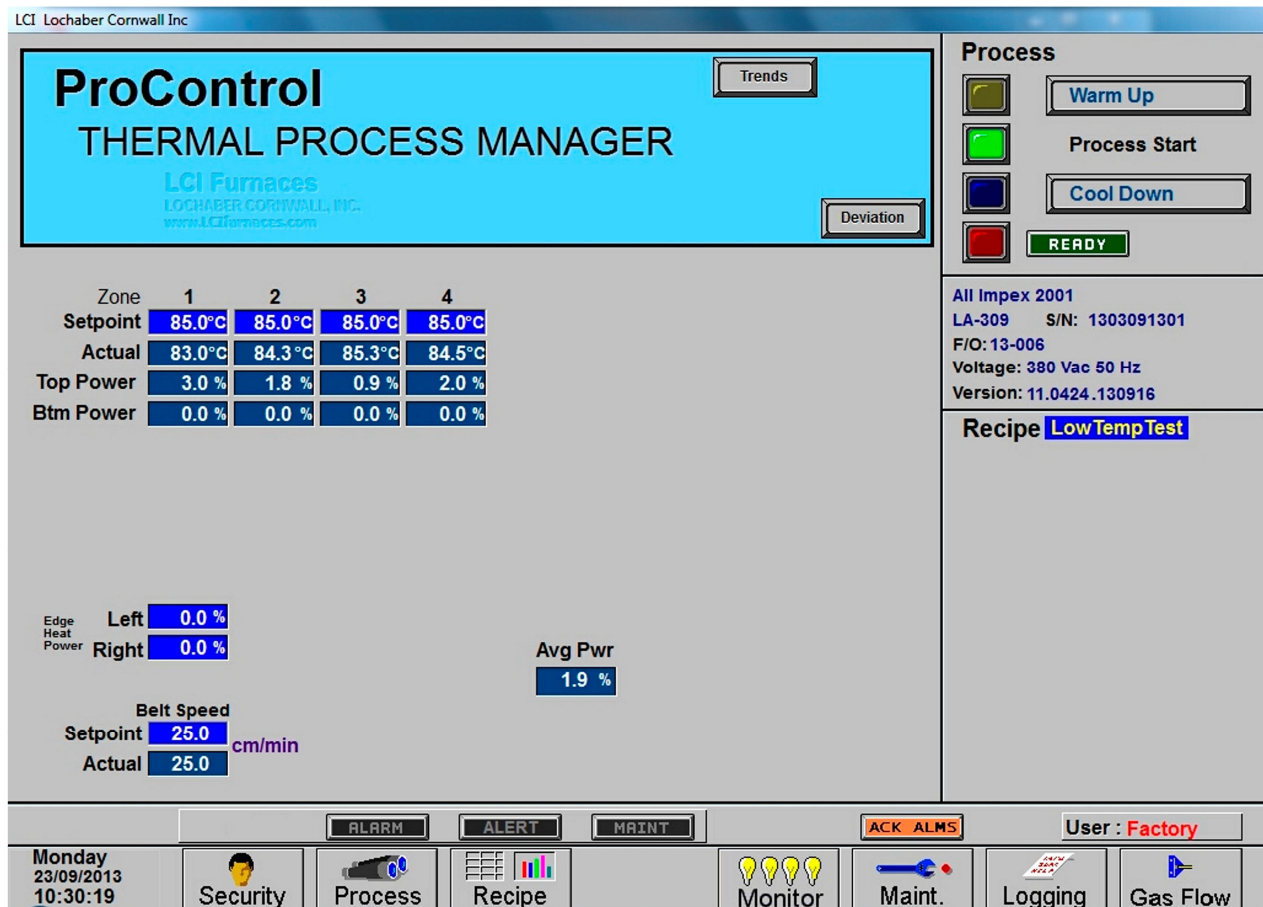 LCI Lochaber Cornwall Inc
ProControl
THERMAL PROCESS MANAGER
LCI Furnaces
LOCHABER CORNWALL, INC.
www.LCIfurnaces.com
Trends
Deviation
Process
Warm Up
Process Start
Cool Down
READY
Zone 1 2 3 4
Setpoint 85.0°C 85.0°C 85.0°C 85.0°C
Actual 83.0°C 84.3°C 85.3°C 84.5°C
Top Power 3.0 % 1.8 % 0.9 % 2.0 %
Btm Power 0.0 % 0.0 % 0.0 % 0.0 %
All Impex 2001
LA-309 S/N: 1303091301
F/O: 13-006
Voltage: 380 Vac 50 Hz
Version: 11.0424.130916
Recipe LowTempTest
Edge Heat Power
Left 0.0 %
Right 0.0 %
Avg Pwr
1.9 %
Belt Speed
Setpoint 25.0
cm/min
Actual 25.0
ALARM ALERT MAINT ACK ALMS User : Factory
Monday
23/09/2013
10:30:19
Security Process Recipe Monitor Maint. Logging Gas Flow